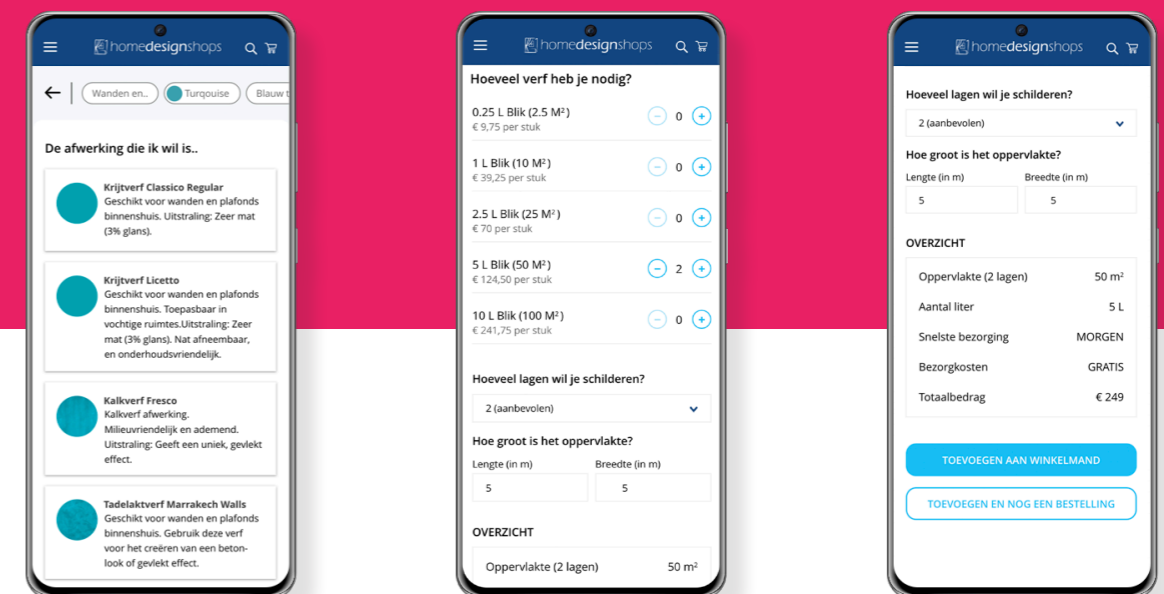 homedesignshops
Wanden en..
Turqouise
Blauw t
De afwerking die ik wil is..
Krijtverf Classico Regular
Geschikt voor wanden en plafonds
binnenshuis. Uitstraling: Zeer mat
(3% glans).
Krijtverf Licetto
Geschikt voor wanden en plafonds
binnenshuis. Toepasbaar in
vochtige ruimtes.Uitstraling: Zeer
mat (3% glans). Nat afneembaar,
en onderhoudsvriendelijk.
Kalkverf Fresco
Kalkverf afwerking.
Milieuvriendelijk en ademend.
Uitstraling: Geeft een uniek, gevlekt
effect.
Tadelaktverf Marrakech Walls
Geschikt voor wanden en plafonds
binnenshuis. Gebruik deze verf
voor het creëren van een beton-
look of gevlekt effect.
homedesignshops
Hoeveel verf heb je nodig?
0.25 L Blik (2.5 M²)
€ 9,75 per stuk
0
1 L Blik (10 M²)
€ 39,25 per stuk
0
2.5 L Blik (25 M²)
€ 70 per stuk
0
5 L Blik (50 M²)
€ 124,50 per stuk
2
10 L Blik (100 M²)
€ 241,75 per stuk
0
Hoeveel lagen wil je schilderen?
2 (aanbevolen)
Hoe groot is het oppervlakte?
Lengte (in m) Breedte (in m)
5 5
OVERZICHT
Oppervlakte (2 lagen) 50 m²
homedesignshops
Hoeveel lagen wil je schilderen?
2 (aanbevolen)
Hoe groot is het oppervlakte?
Lengte (in m) Breedte (in m)
5 5
OVERZICHT
Oppervlakte (2 lagen) 50 m²
Aantal liter 5 L
Snelste bezorging MORGEN
Bezorgkosten GRATIS
Totaalbedrag € 249
TOEVOEGEN AAN WINKELMAND
TOEVOEGEN EN NOG EEN BESTELLING